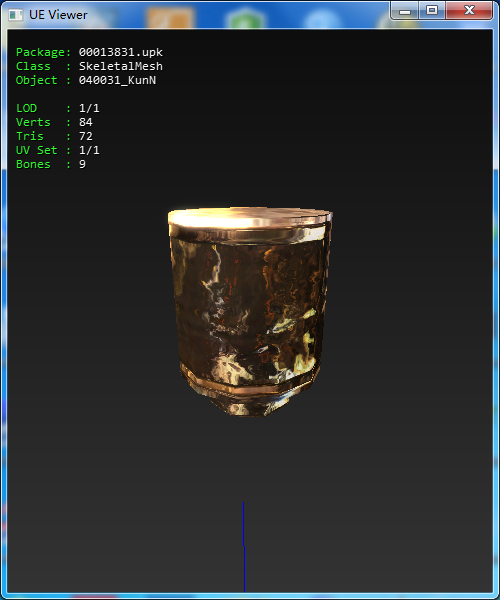 UE Viewer
Package: 00013831.upk
Class : SkeletalMesh
Object : 040031_KunN
LOD : 1/1
Verts : 84
Tris : 72
UV Set : 1/1
Bones : 9